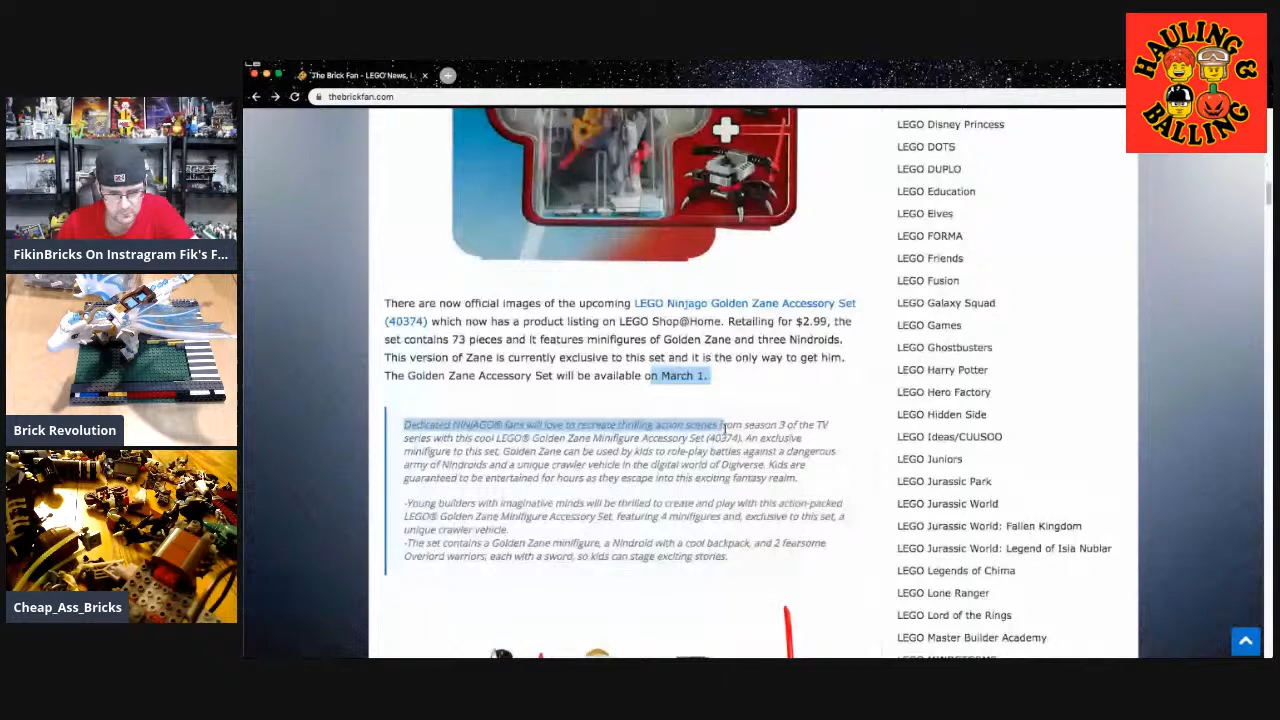 HAULING
BALLING
The Brick Fan - LEGO News, L
thebrickfan.com
There are now official images of the upcoming LEGO Ninjago Golden Zane Accessory Set
(40374) which now has a product listing on LEGO Shop@Home. Retailing for $2.99, the
set contains 73 pieces and it features minifigures of Golden Zane and three Nindroids.
This version of Zane is currently exclusive to this set and it is the only way to get him.
The Golden Zane Accessory Set will be available on March 1.
Dedicated NINJAGO® fans will love to recreate thrilling action scenes from season 3 of the TV
series with this cool LEGO® Golden Zane Minifigure Accessory Set (40374). An exclusive
minifigure to this set, Golden Zane can be used by kids to role-play battles against a dangerous
army of Nindroids and a unique crawler vehicle in the digital world of Digiverse. Kids are
guaranteed to be entertained for hours as they escape into this exciting fantasy realm.
-Young builders with imaginative minds will be thrilled to create and play with this action-packed
LEGO® Golden Zane Minifigure Accessory Set, featuring 4 minifigures and, exclusive to this set, a
unique crawler vehicle.
-The set contains a Golden Zane minifigure, a Nindroid with a cool backpack, and 2 fearsome
Overlord warriors, each with a sword, so kids can stage exciting stories.
LEGO Disney Princess
LEGO DOTS
LEGO DUPLO
LEGO Education
LEGO Elves
LEGO FORMA
LEGO Friends
LEGO Fusion
LEGO Galaxy Squad
LEGO Games
LEGO Ghostbusters
LEGO Harry Potter
LEGO Hero Factory
LEGO Hidden Side
LEGO Ideas/CUUSOO
LEGO Juniors
LEGO Jurassic Park
LEGO Jurassic World
LEGO Jurassic World: Fallen Kingdom
LEGO Jurassic World: Legend of Isla Nublar
LEGO Legends of Chima
LEGO Lone Ranger
LEGO Lord of the Rings
LEGO Master Builder Academy
FikinBricks On Instragram Fik's F...
Brick Revolution
Cheap_Ass_Bricks